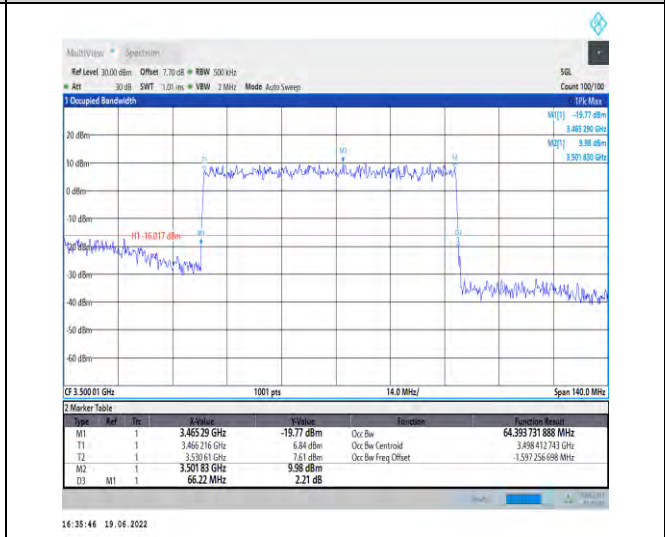 MultiView Spectrum
Ref Level 30.00 dBm Offset 7.70 dB RBW 500 kHz SGL
Att 30 dB SWT 1.01 ms VBW 2 MHz Mode Auto Sweep Count 100/100
1 Occupied Bandwidth 1Pk Max
M1[1] -19.77 dBm
3.465 290 GHz
M2[1] 9.98 dBm
3.501 830 GHz
20 dBm
M2
T1
10 dBm
0 dBm
-10 dBm
H1 -16.017 dBm
M1
D3
-30 dBm
-40 dBm
-50 dBm
-60 dBm
CF 3.500 01 GHz 1001 pts 14.0 MHz/ Span 140.0 MHz
2 Marker Table
Type Ref Trc X-Value Y-Value Function Function Result
M1 1 3.465 29 GHz -19.77 dBm Occ Bw 64.393 731 888 MHz
T1 1 3.466 216 GHz 6.84 dBm Occ Bw Centroid 3.498 412 743 GHz
T2 1 3.530 61 GHz 7.61 dBm Occ Bw Freq Offset -1.597 256 698 MHz
M2 1 3.501 83 GHz 9.98 dBm
D3 M1 1 66.22 MHz 2.21 dB
16:35:46 19.06.2022